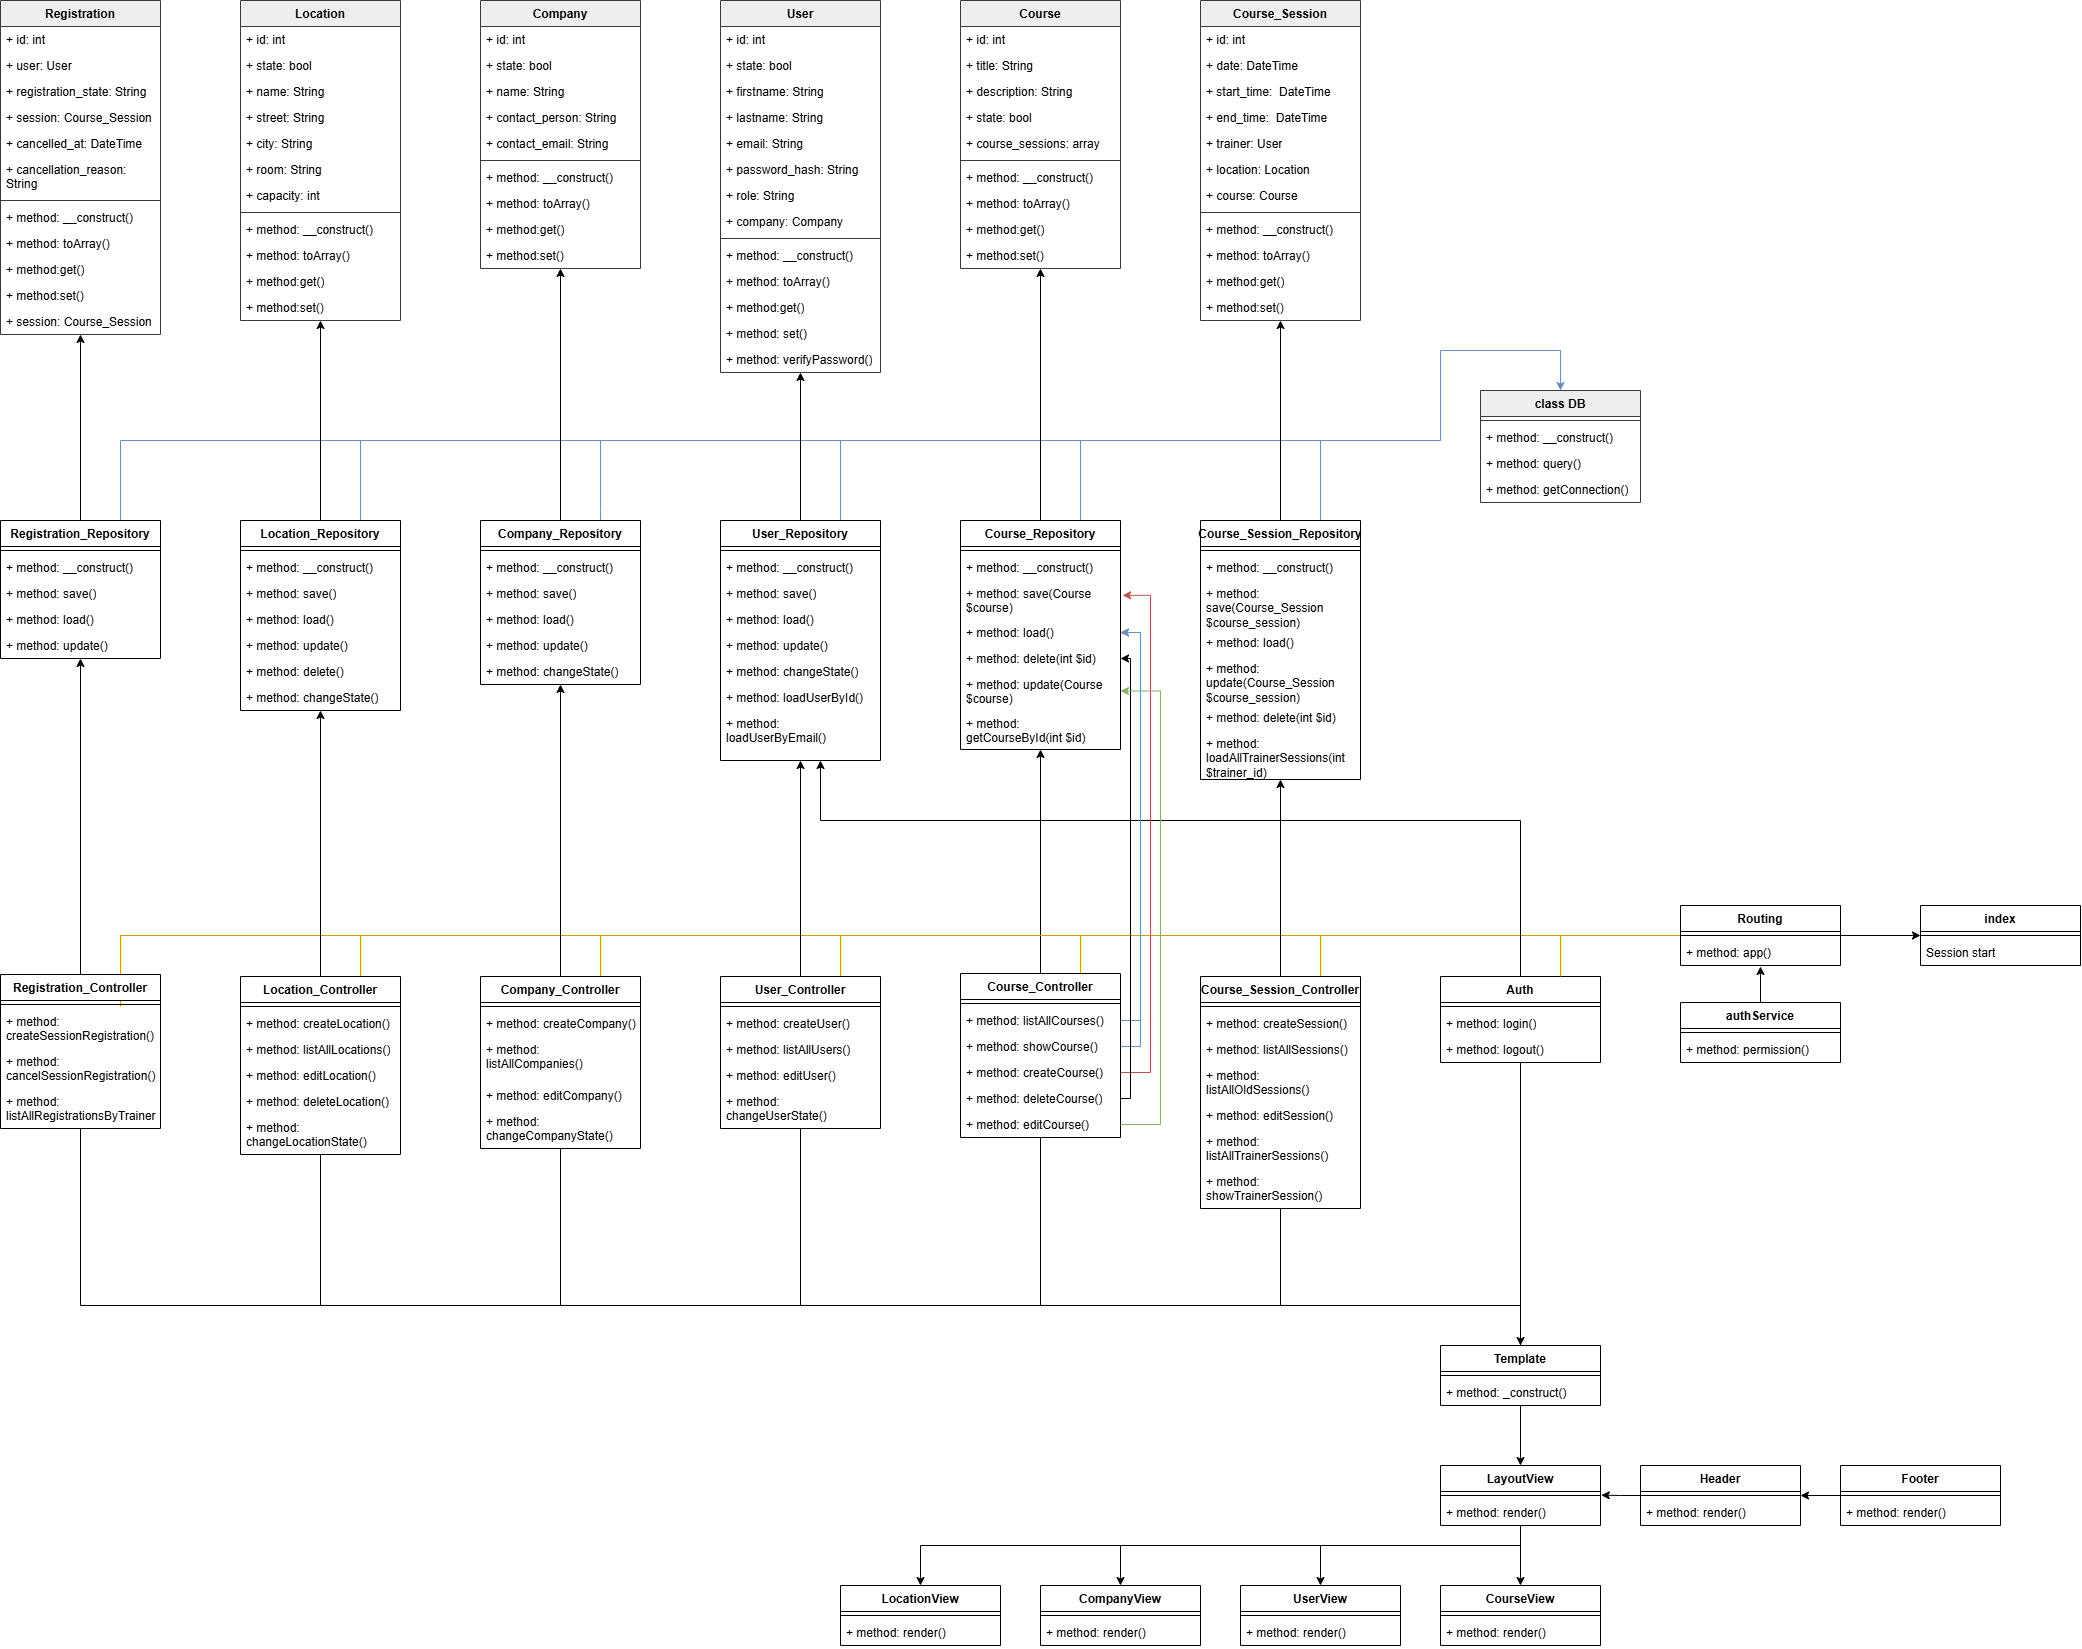 Registration
+ id: int
+ user: User
+ registration_state: String
+ session: Course_Session
+ cancelled_at: DateTime
+ cancellation_reason:
String
+ method: __construct()
+ method: toArray()
+ method:get()
+ method:set()
+ session: Course_Session
Location
+ id: int
+ state: bool
+ name: String
+ street: String
+ city: String
+ room: String
+ capacity: int
+ method: __construct()
+ method: toArray()
+ method:get()
+ method:set()
Company
+ id: int
+ state: bool
+ name: String
+ contact_person: String
+ contact_email: String
+ method: __construct()
+ method: toArray()
+ method:get()
+ method:set()
User
+ id: int
+ state: bool
+ firstname: String
+ lastname: String
+ email: String
+ password_hash: String
+ role: String
+ company: Company
+ method: __construct()
+ method: toArray()
+ method:get()
+ method: set()
+ method: verifyPassword()
Course
+ id: int
+ title: String
+ description: String
+ state: bool
+ course_sessions: array
+ method: __construct()
+ method: toArray()
+ method:get()
+ method:set()
Course_Session
+ id: int
+ date: DateTime
+ start_time:  DateTime
+ end_time:  DateTime
+ trainer: User
+ location: Location
+ course: Course
+ method: __construct()
+ method: toArray()
+ method:get()
+ method:set()
class DB
+ method: __construct()
+ method: query()
+ method: getConnection()
Registration_Repository
+ method: __construct()
+ method: save()
+ method: load()
+ method: update()
Location_Repository
+ method: __construct()
+ method: save()
+ method: load()
+ method: update()
+ method: delete()
+ method: changeState()
Company_Repository
+ method: __construct()
+ method: save()
+ method: load()
+ method: update()
+ method: changeState()
User_Repository
+ method: __construct()
+ method: save()
+ method: load()
+ method: update()
+ method: changeState()
+ method: loadUserById()
+ method:
loadUserByEmail()
Course_Repository
+ method: __construct()
+ method: save(Course
$course)
+ method: load()
+ method: delete(int $id)
+ method: update(Course
$course)
+ method:
getCourseById(int $id)
Course_Session_Repository
+ method: __construct()
+ method:
save(Course_Session
$course_session)
+ method: load()
+ method:
update(Course_Session
$course_session)
+ method: delete(int $id)
+ method:
loadAllTrainerSessions(int
$trainer_id)
Routing
+ method: app()
index
Session start
authService
+ method: permission()
Registration_Controller
+ method:
createSessionRegistration()
+ method:
cancelSessionRegistration()
+ method:
listAllRegistrationsByTrainer
Location_Controller
+ method: createLocation()
+ method: listAllLocations()
+ method: editLocation()
+ method: deleteLocation()
+ method:
changeLocationState()
Company_Controller
+ method: createCompany()
+ method:
listAllCompanies()
+ method: editCompany()
+ method:
changeCompanyState()
User_Controller
+ method: createUser()
+ method: listAllUsers()
+ method: editUser()
+ method:
changeUserState()
Course_Controller
+ method: listAllCourses()
+ method: showCourse()
+ method: createCourse()
+ method: deleteCourse()
+ method: editCourse()
Course_Session_Controller
+ method: createSession()
+ method: listAllSessions()
+ method:
listAllOldSessions()
+ method: editSession()
+ method:
listAllTrainerSessions()
+ method:
showTrainerSession()
Auth
+ method: login()
+ method: logout()
Template
+ method: _construct()
LayoutView
+ method: render()
Header
+ method: render()
Footer
+ method: render()
LocationView
+ method: render()
CompanyView
+ method: render()
UserView
+ method: render()
CourseView
+ method: render()